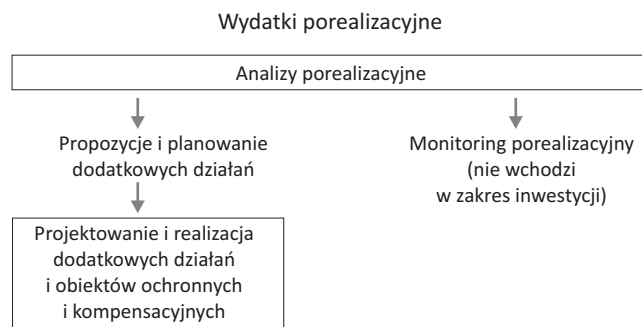 Wydatki porealizacyjne
Analizy porealizacyjne
Propozycje i planowanie
dodatkowych działań
Monitoring porealizacyjny
(nie wchodzi
w zakres inwestycji)
Projektowanie i realizacja
dodatkowych działań
i obiektów ochronnych
i kompensacyjnych